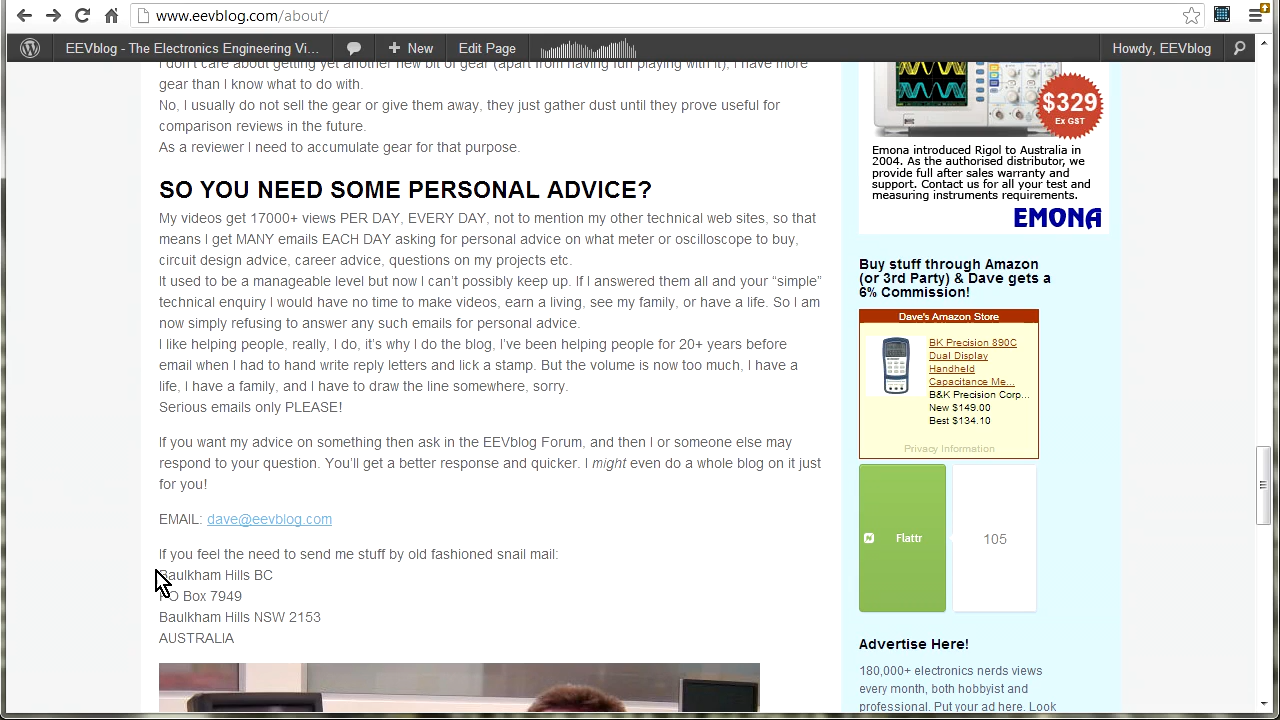 www.eevblog.com/about/
EEVblog - The Electronics Engineering Vi...
New
Edit Page
Howdy, EEVblog
I don't care about getting yet another new bit of gear (apart from having fun playing with it), I have more
gear than I know what to do with.
No, I usually do not sell the gear or give them away, they just gather dust until they prove useful for
comparison reviews in the future.
As a reviewer I need to accumulate gear for that purpose.
SO YOU NEED SOME PERSONAL ADVICE?
My videos get 17000+ views PER DAY, EVERY DAY, not to mention my other technical web sites, so that
means I get MANY emails EACH DAY asking for personal advice on what meter or oscilloscope to buy,
circuit design advice, career advice, questions on my projects etc.
It used to be a manageable level but now I can't possibly keep up. If I answered them all and your “simple”
technical enquiry I would have no time to make videos, earn a living, see my family, or have a life. So I am
now simply refusing to answer any such emails for personal advice.
I like helping people, really, I do, it's why I do the blog, I've been helping people for 20+ years before
email when I had to hand write reply letters and lick a stamp. But the volume is now too much, I have a
life, I have a family, and I have to draw the line somewhere, sorry.
Serious emails only PLEASE!
If you want my advice on something then ask in the EEVblog Forum, and then I or someone else may
respond to your question. You'll get a better response and quicker. I might even do a whole blog on it just
for you!
EMAIL: dave@eevblog.com
If you feel the need to send me stuff by old fashioned snail mail:
Baulkham Hills BC
PO Box 7949
Baulkham Hills NSW 2153
AUSTRALIA
$329
Ex GST
Emona introduced Rigol to Australia in
2004. As the authorised distributor, we
provide full after sales warranty and
support. Contact us for all your test and
measuring instruments requirements.
EMONA
Buy stuff through Amazon
(or 3rd Party) & Dave gets a
6% Commission!
Dave's Amazon Store
BK Precision 890C
Dual Display
Handheld
Capacitance Me...
B&K Precision Corp...
New $149.00
Best $134.10
Privacy Information
Flattr
105
Advertise Here!
180,000+ electronics nerds views
every month, both hobbyist and
professional. Put your ad here. Look